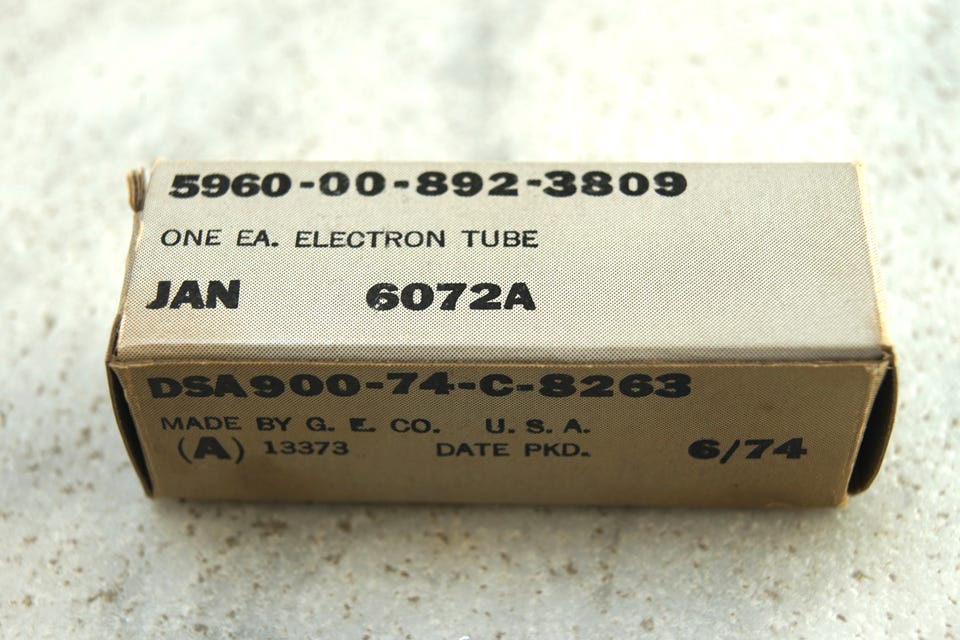 5960-00-892-3809
ONE EA. ELECTRON TUBE
JAN 6072A
DSA900-74-C-8263
MADE BY G. E. CO. U. S. A.
(A) 13373 DATE PKD. 6/74